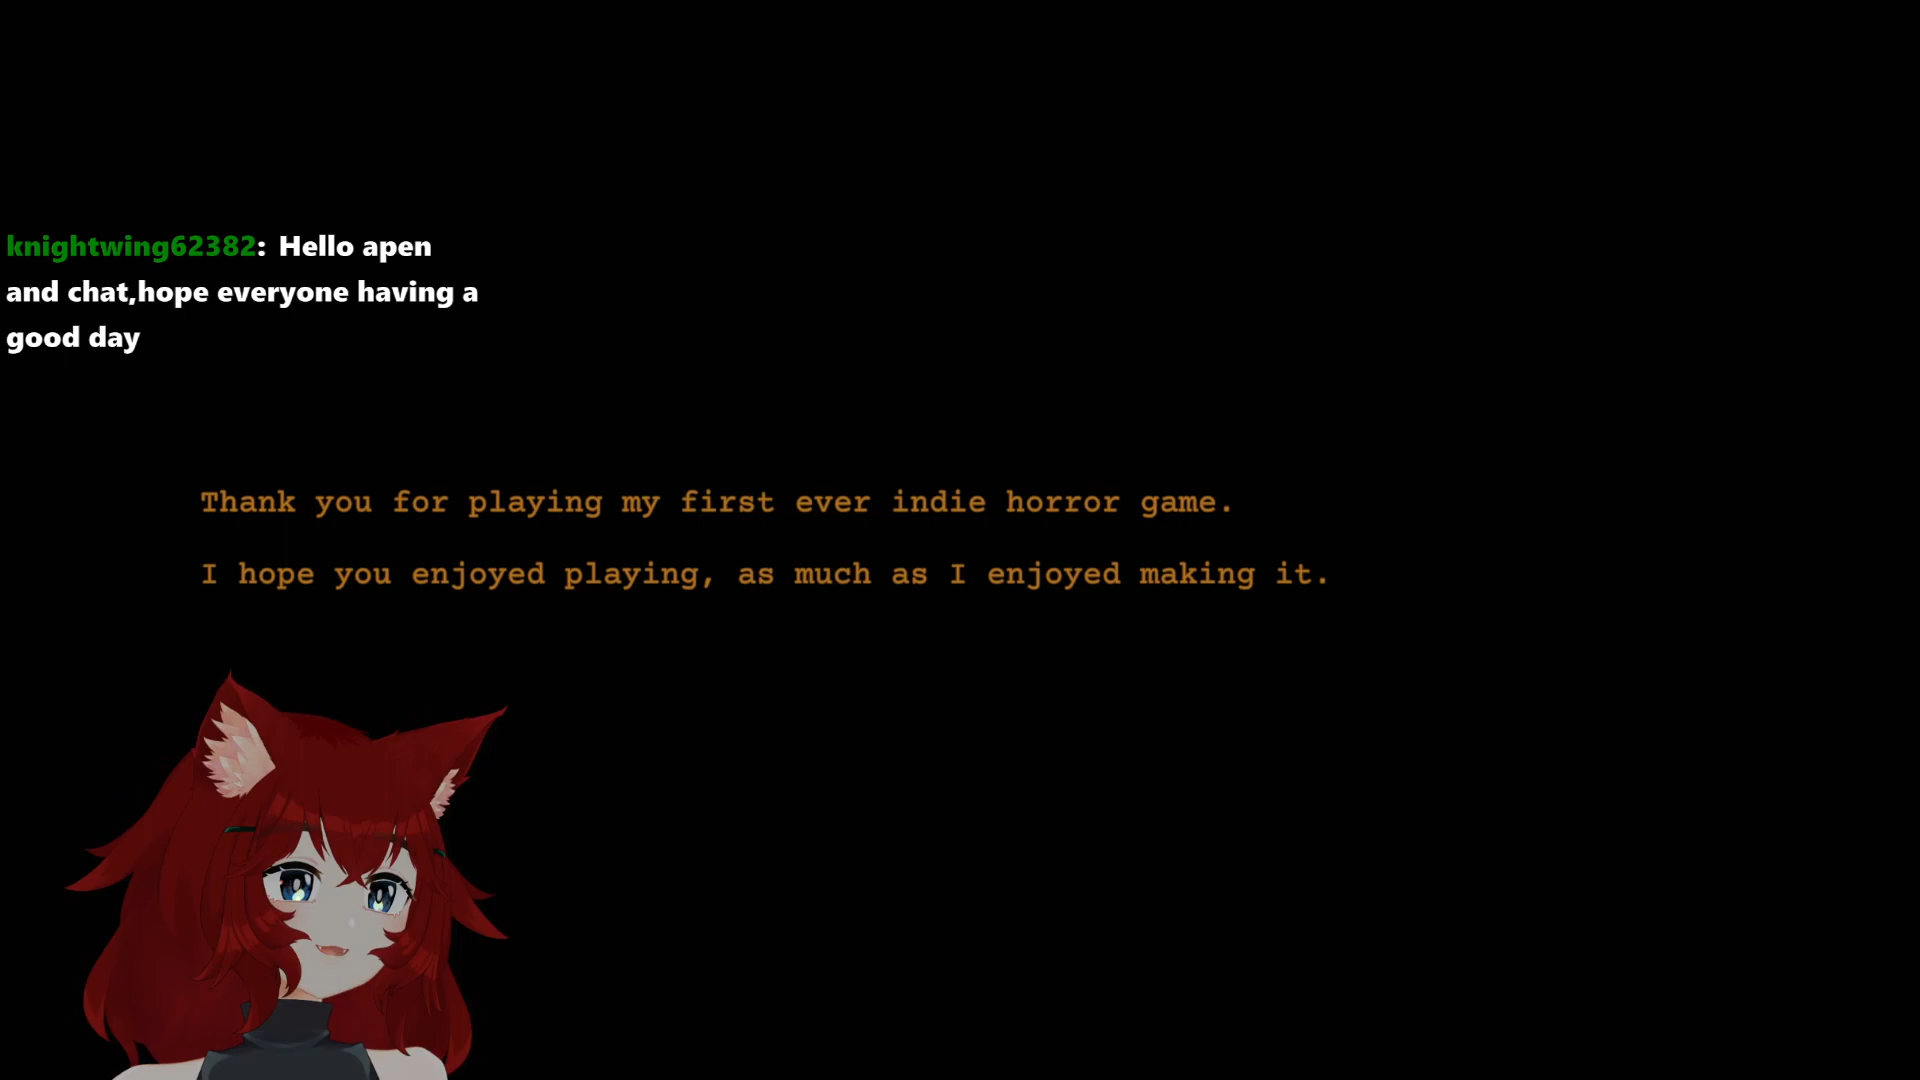 knightwing62382: Hello apen
and chat,hope everyone having a
good day
Thank you for playing my first ever indie horror game.
I hope you enjoyed playing, as much as I enjoyed making it.